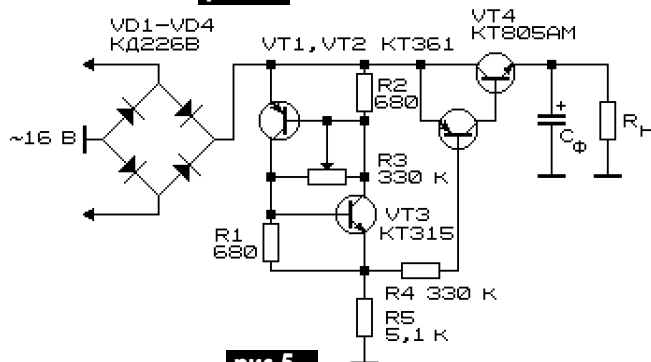 VD1-VD4
КД226В
VT1,VT2 КТ361
VT4
КТ805АМ
R2
680
+
CФ
RН
~16 В
R3
330 К
VT3
КТ315
R1
680
R4 330 К
R5
5,1 К
рис 5